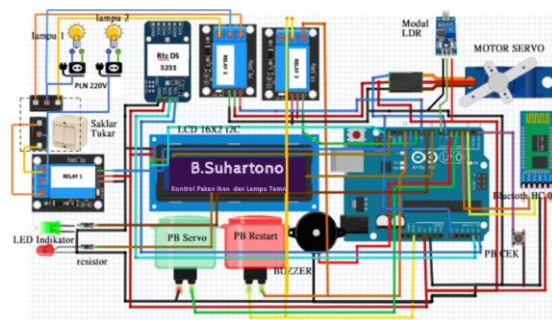 lampu 1
lampu 2
PLN 220V
Rtc DS
3231
RELAY 2
RELAY 3
Modul
LDR
MOTOR SERVO
Saklar
Tukar
RELAY 1
LCD 16X2 i2C
B.Suhartono
Kontrol Pakan Ikan dan Lampu Tamn
Bluetoth HC 0
LED Indikator
resistor
PB Servo
PB Restart
BUZZER
PB CEK